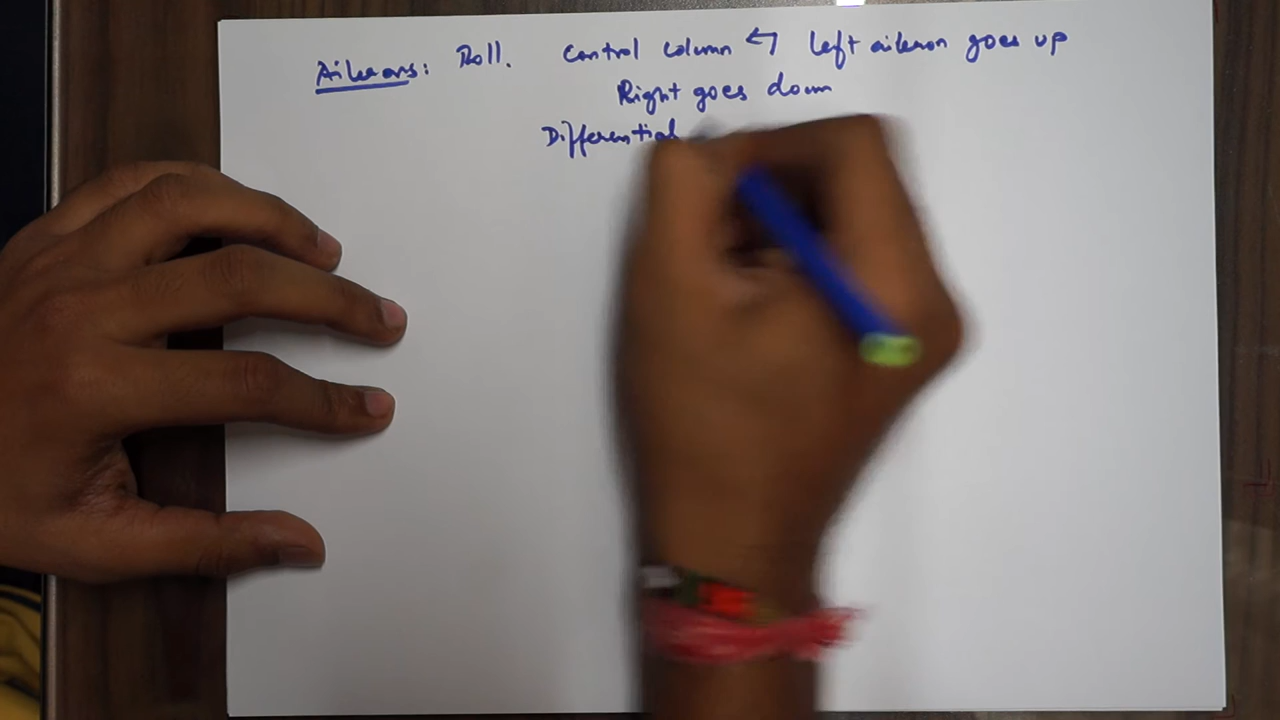 Ailerons: Roll. Control Column ↰ left aileron goes up
Right goes down
Differential